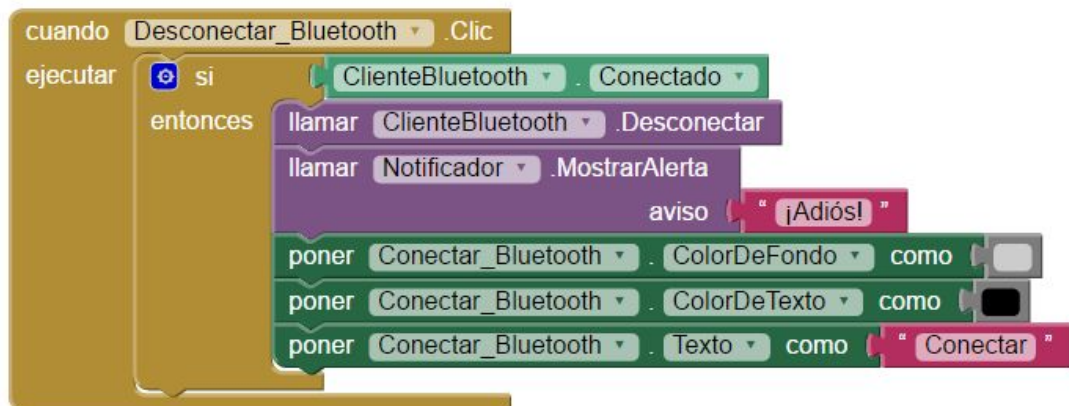 cuando Desconectar_Bluetooth .Clic
ejecutar si ClienteBluetooth . Conectado
entonces llamar ClienteBluetooth .Desconectar
llamar Notificador .MostrarAlerta
aviso " ¡Adiós! "
poner Conectar_Bluetooth . ColorDeFondo como
poner Conectar_Bluetooth . ColorDeTexto como
poner Conectar_Bluetooth . Texto como " Conectar "